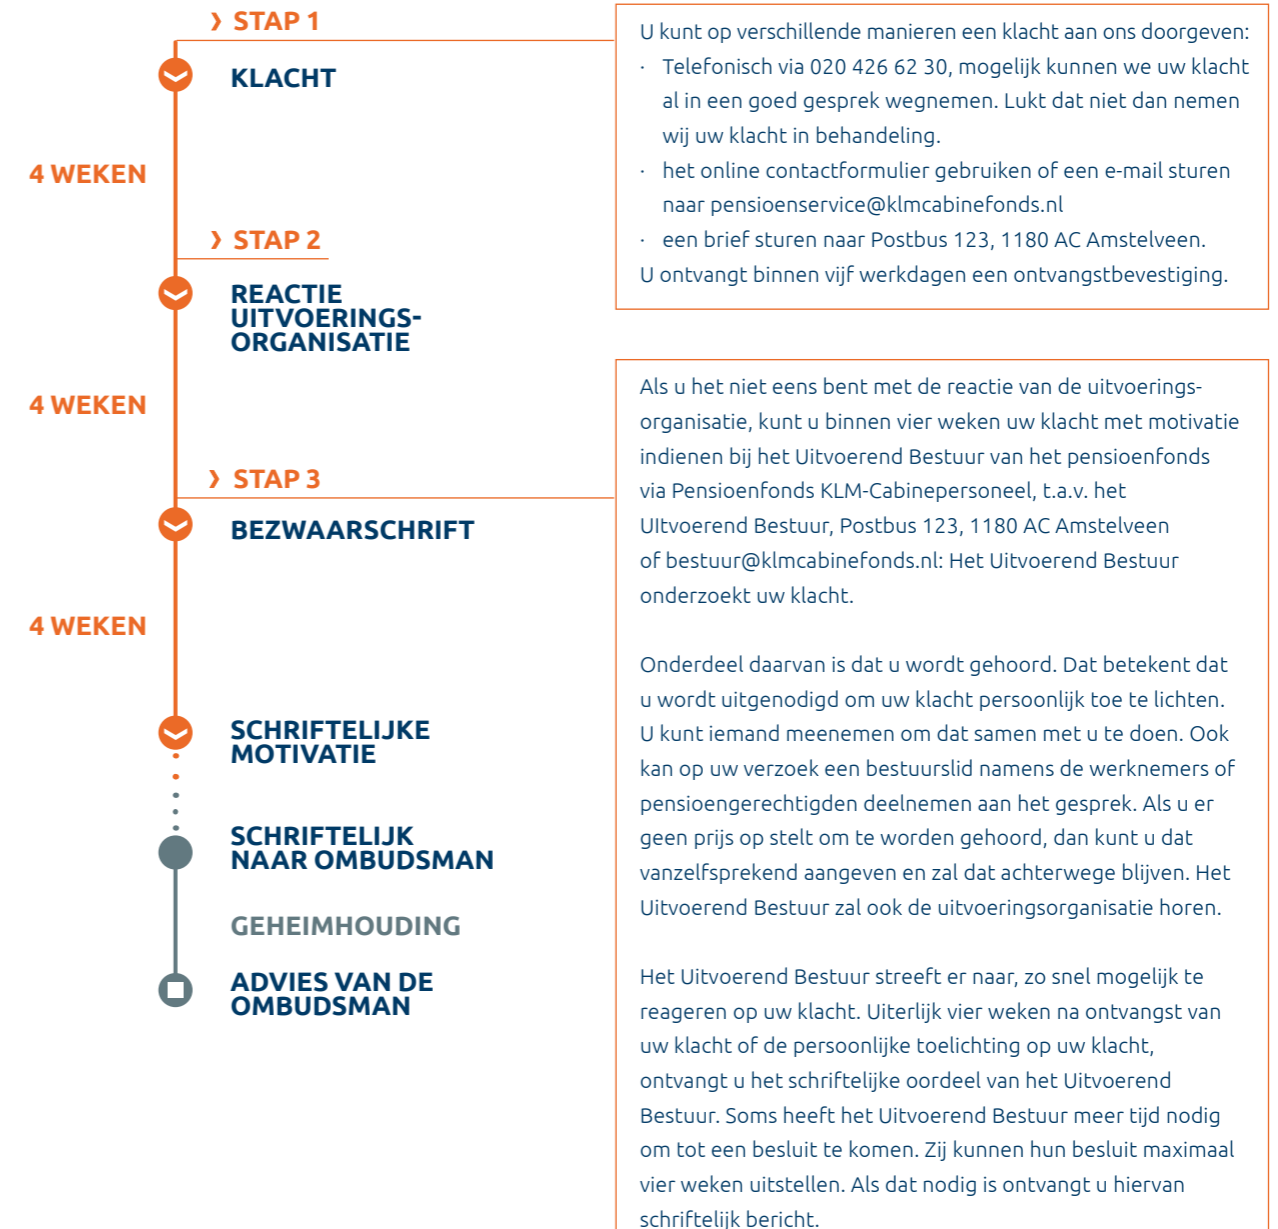 ❯ STAP 1
KLACHT
4 WEKEN
❯ STAP 2
REACTIE
UITVOERINGS-
ORGANISATIE
4 WEKEN
❯ STAP 3
BEZWAARSCHRIFT
4 WEKEN
SCHRIFTELIJKE
MOTIVATIE
SCHRIFTELIJK
NAAR OMBUDSMAN
GEHEIMHOUDING
ADVIES VAN DE
OMBUDSMAN
U kunt op verschillende manieren een klacht aan ons doorgeven:
· Telefonisch via 020 426 62 30, mogelijk kunnen we uw klacht
al in een goed gesprek wegnemen. Lukt dat niet dan nemen
wij uw klacht in behandeling.
· het online contactformulier gebruiken of een e-mail sturen
naar pensioenservice@klmcabinefonds.nl
· een brief sturen naar Postbus 123, 1180 AC Amstelveen.
U ontvangt binnen vijf werkdagen een ontvangstbevestiging.
Als u het niet eens bent met de reactie van de uitvoerings-
organisatie, kunt u binnen vier weken uw klacht met motivatie
indienen bij het Uitvoerend Bestuur van het pensioenfonds
via Pensioenfonds KLM-Cabinepersoneel, t.a.v. het
UItvoerend Bestuur, Postbus 123, 1180 AC Amstelveen
of bestuur@klmcabinefonds.nl: Het Uitvoerend Bestuur
onderzoekt uw klacht.
Onderdeel daarvan is dat u wordt gehoord. Dat betekent dat
u wordt uitgenodigd om uw klacht persoonlijk toe te lichten.
U kunt iemand meenemen om dat samen met u te doen. Ook
kan op uw verzoek een bestuurslid namens de werknemers of
pensioengerechtigden deelnemen aan het gesprek. Als u er
geen prijs op stelt om te worden gehoord, dan kunt u dat
vanzelfsprekend aangeven en zal dat achterwege blijven. Het
Uitvoerend Bestuur zal ook de uitvoeringsorganisatie horen.
Het Uitvoerend Bestuur streeft er naar, zo snel mogelijk te
reageren op uw klacht. Uiterlijk vier weken na ontvangst van
uw klacht of de persoonlijke toelichting op uw klacht,
ontvangt u het schriftelijke oordeel van het Uitvoerend
Bestuur. Soms heeft het Uitvoerend Bestuur meer tijd nodig
om tot een besluit te komen. Zij kunnen hun besluit maximaal
vier weken uitstellen. Als dat nodig is ontvangt u hiervan
schriftelijk bericht.